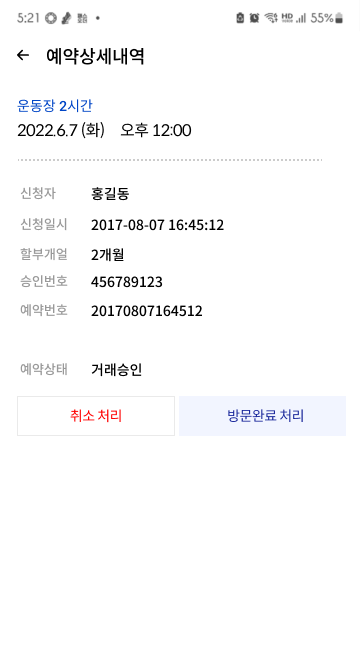 5:21
HD
55%
← 예약상세내역
운동장 2시간
2022.6.7 (화) 오후 12:00
신청자 홍길동
신청일시 2017-08-07 16:45:12
할부개얼 2개월
승인번호 456789123
예약번호 20170807164512
예약상태 거래승인
취소 처리 방문완료 처리